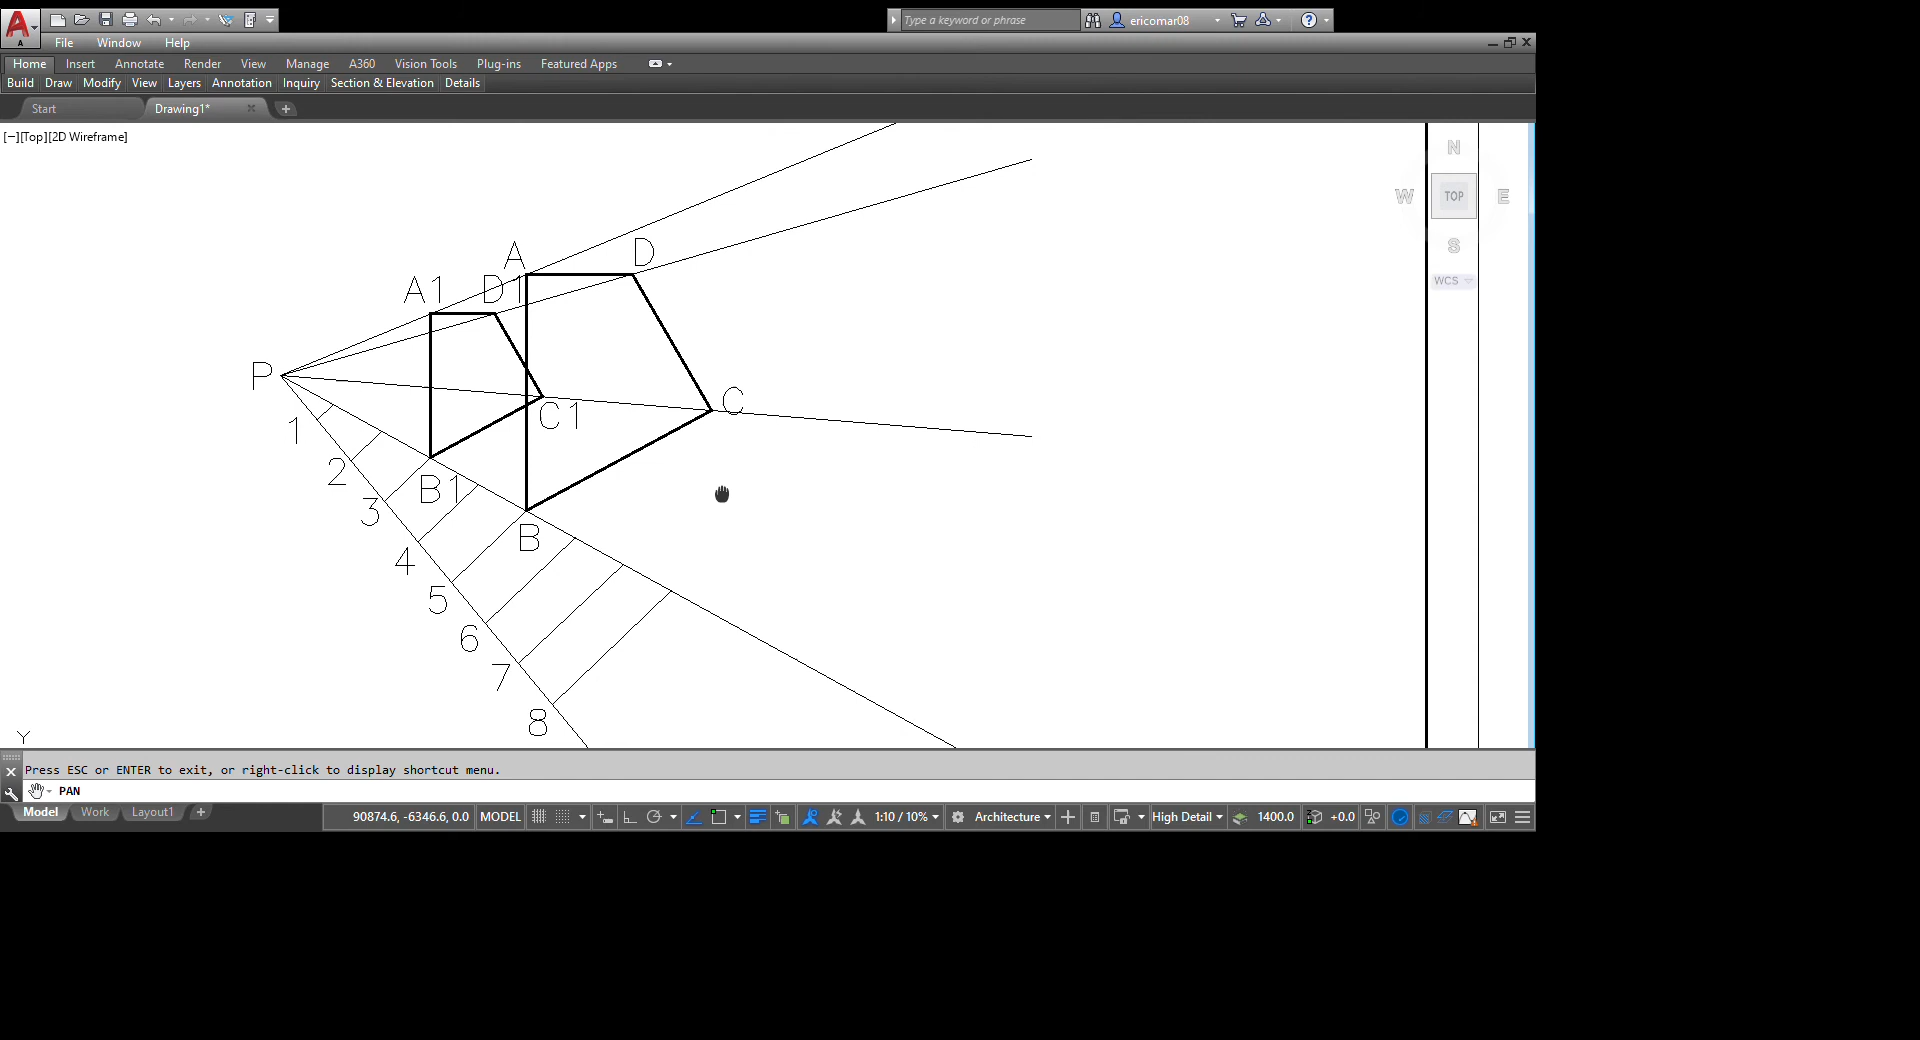 A
Type a keyword or phrase
ericomar08
?
File Window Help
Home Insert Annotate Render View Manage A360 Vision Tools Plug-ins Featured Apps
Build Draw Modify View Layers Annotation Inquiry Section & Elevation Details
Start Drawing1*
[−][Top][2D Wireframe]
N
W TOP E
S
WCS
A D
A1 D1
P
C
C1
1
2
B1
3
B
4
5
6
7
8
Y
Press ESC or ENTER to exit, or right-click to display shortcut menu.
PAN
Model Work Layout1 +
90874.6, -6346.6, 0.0 MODEL 1:10 / 10% Architecture High Detail 1400.0 +0.0